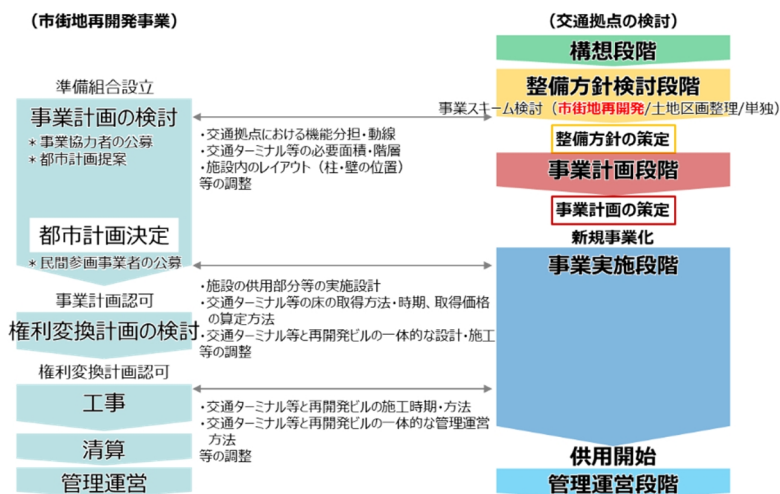 (市街地再開発事業)
準備組合設立
事業計画の検討
＊事業協力者の公募
＊都市計画提案
都市計画決定
＊民間参画事業者の公募
事業計画認可
権利変換計画の検討
権利変換計画認可
工事
清算
管理運営
・交通拠点における機能分担・動線
・交通ターミナル等の必要面積・階層
・施設内のレイアウト（柱・壁の位置）
等の調整
・施設の供用部分等の実施設計
・交通ターミナル等の床の取得方法・時期、取得価格
の算定方法
・交通ターミナル等と再開発ビルの一体的な設計・施工
等の調整
・交通ターミナル等と再開発ビルの施工時期・方法
・交通ターミナル等と再開発ビルの一体的な管理運営
方法
等の調整
(交通拠点の検討)
構想段階
整備方針検討段階
事業スキーム検討（市街地再開発/土地区画整理/単独）
整備方針の策定
事業計画段階
事業計画の策定
新規事業化
事業実施段階
供用開始
管理運営段階